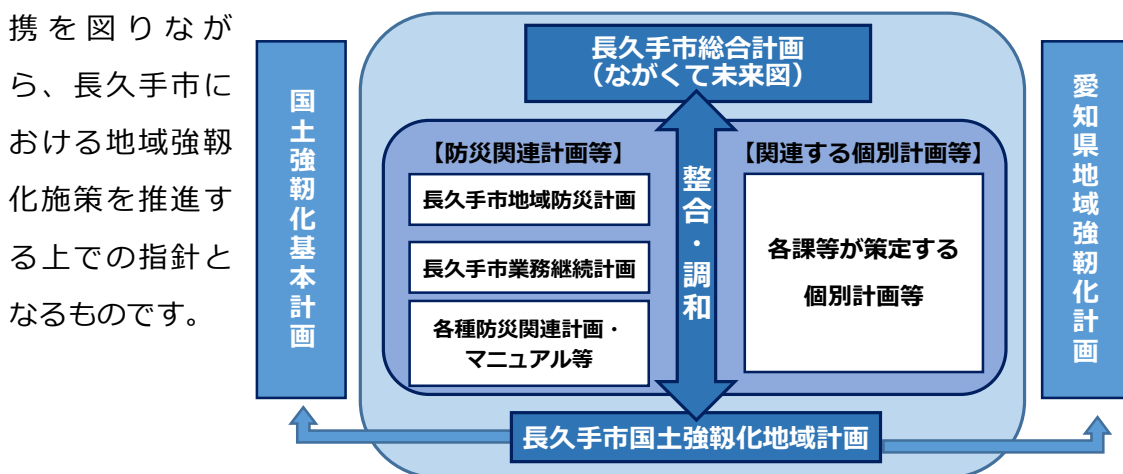 携を図りなが
ら、長久手市に
おける地域強靱
化施策を推進す
る上での指針と
なるものです。
国土強靭化基本計画
長久手市総合計画
（ながくて未来図）
【防災関連計画等】
長久手市地域防災計画
長久手市業務継続計画
各種防災関連計画・
マニュアル等
整合・調和
【関連する個別計画等】
各課等が策定する
個別計画等
長久手市国土強靱化地域計画
愛知県地域強靭化計画